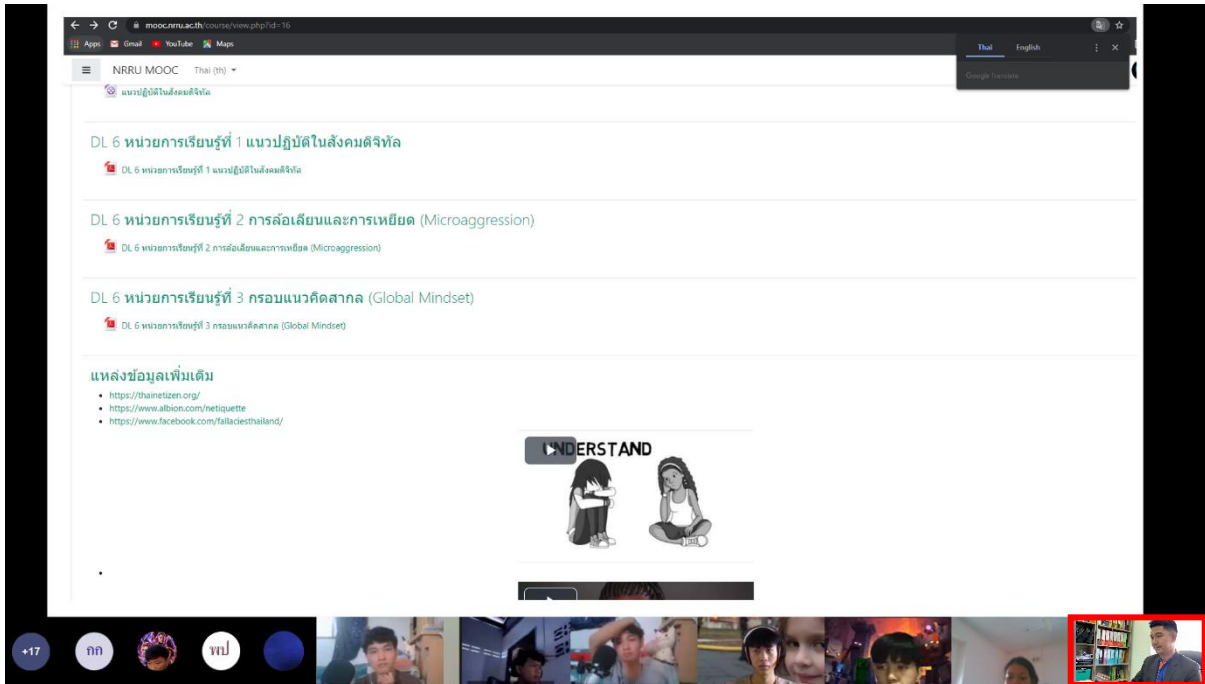 mooc.nrru.ac.th/course/view.php?id=16
Apps Gmail YouTube Maps
Thai English
Google Translate
NRRU MOOC Thai (th)
แนวปฏิบัติในสังคมดิจิทัล
DL 6 หน่วยการเรียนรู้ที่ 1 แนวปฏิบัติในสังคมดิจิทัล
DL 6 หน่วยการเรียนรู้ที่ 1 แนวปฏิบัติในสังคมดิจิทัล
DL 6 หน่วยการเรียนรู้ที่ 2 การล้อเลียนและการเหยียด (Microaggression)
DL 6 หน่วยการเรียนรู้ที่ 2 การล้อเลียนและการเหยียด (Microaggression)
DL 6 หน่วยการเรียนรู้ที่ 3 กรอบแนวคิดสากล (Global Mindset)
DL 6 หน่วยการเรียนรู้ที่ 3 กรอบแนวคิดสากล (Global Mindset)
แหล่งข้อมูลเพิ่มเติม
https://thainetizen.org/
https://www.albion.com/netiquette
https://www.facebook.com/fallaciesthailand/
UNDERSTAND
+17
กก
พป